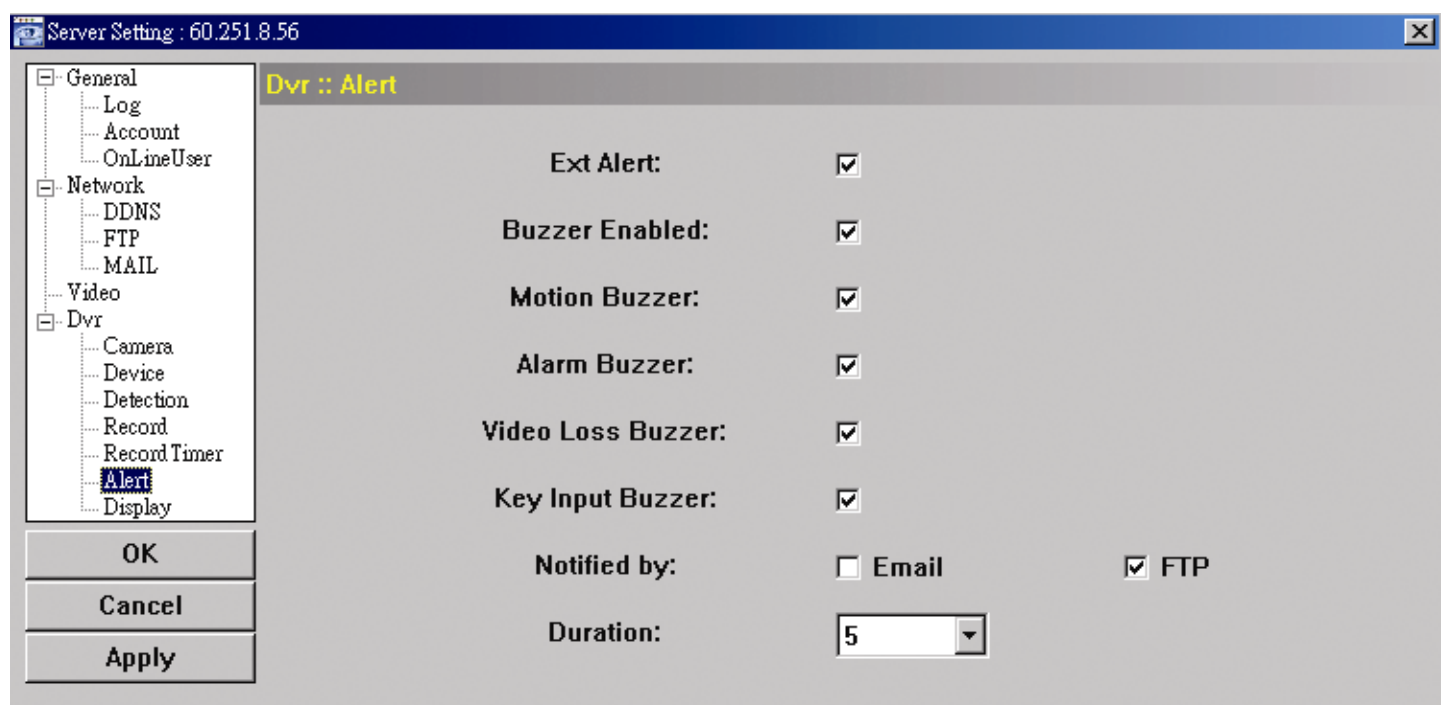 Server Setting : 60.251.8.56
General
Log
Account
OnLineUser
Network
DDNS
FTP
MAIL
Video
Dvr
Camera
Device
Detection
Record
Record Timer
Alert
Display
OK
Cancel
Apply
Dvr :: Alert
Ext Alert:
Buzzer Enabled:
Motion Buzzer:
Alarm Buzzer:
Video Loss Buzzer:
Key Input Buzzer:
Notified by: Email FTP
Duration: 5